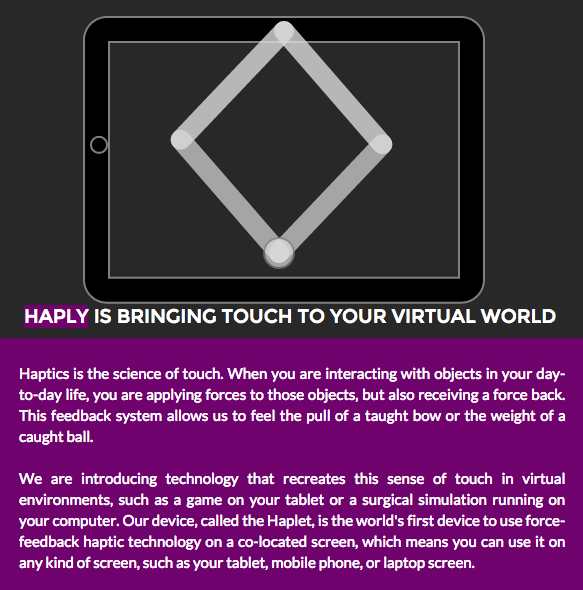 HAPLY IS BRINGING TOUCH TO YOUR VIRTUAL WORLD
Haptics is the science of touch. When you are interacting with objects in your day-
to-day life, you are applying forces to those objects, but also receiving a force back.
This feedback system allows us to feel the pull of a taught bow or the weight of a
caught ball.
We are introducing technology that recreates this sense of touch in virtual
environments, such as a game on your tablet or a surgical simulation running on
your computer. Our device, called the Haplet, is the world's first device to use force-
feedback haptic technology on a co-located screen, which means you can use it on
any kind of screen, such as your tablet, mobile phone, or laptop screen.